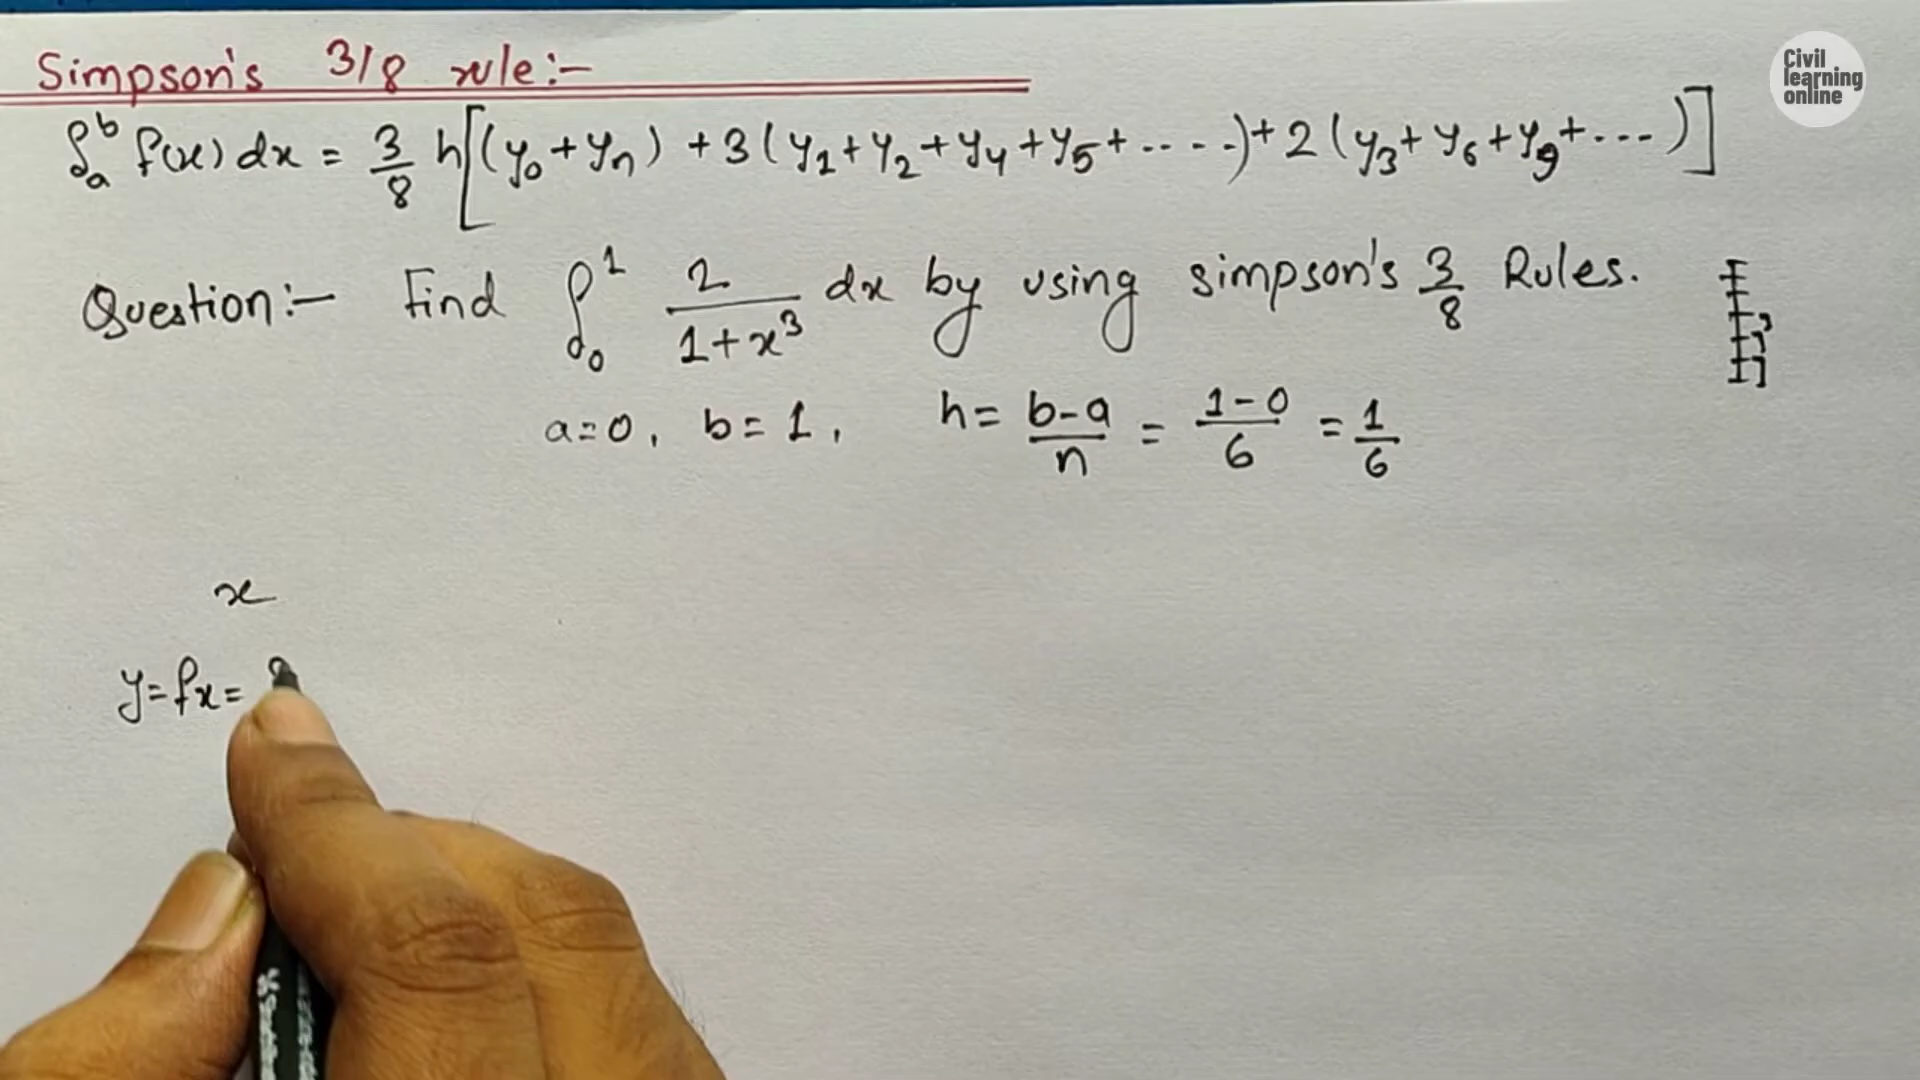 Simpson's 3/8 rule:-
Civil learning online
∫ₐᵇ f(x) dx = 3/8 h[(y₀ + yₙ) + 3(y₁ + y₂ + y₄ + y₅ + .....) + 2(y₃ + y₆ + y₉ + ...)]
Question:- Find ∫₀¹ 2/(1+x³) dx by using simpson's 3/8 Rules.
a=0, b=1, h = (b-a)/n = (1-0)/6 = 1/6
x
y = fx =